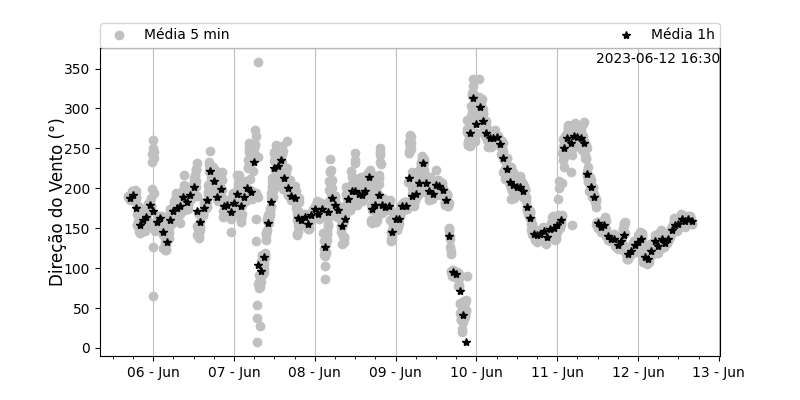 Média 5 min
Média 1h
2023-06-12 16:30
Direção do Vento (°)
350
300
250
200
150
100
50
0
06 - Jun
07 - Jun
08 - Jun
09 - Jun
10 - Jun
11 - Jun
12 - Jun
13 - Jun